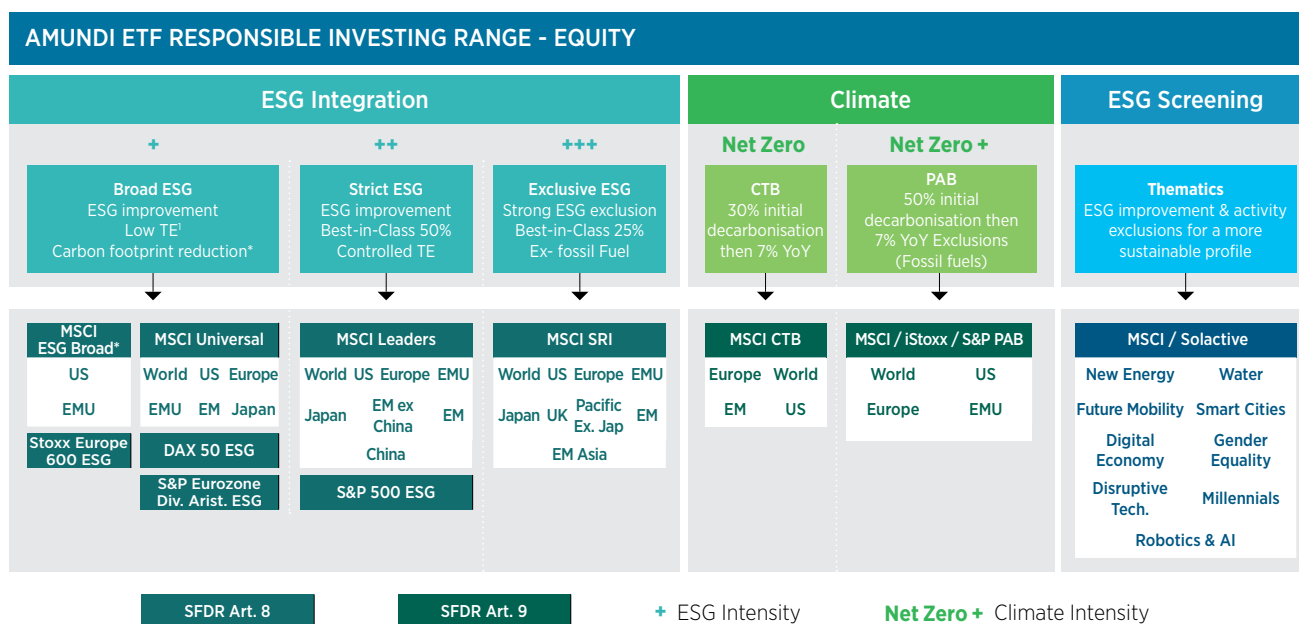 AMUNDI ETF RESPONSIBLE INVESTING RANGE - EQUITY
ESG Integration
Climate
ESG Screening
+
++
+++
Net Zero
Net Zero +
Broad ESG
ESG improvement
Low TE¹
Carbon footprint reduction*
Strict ESG
ESG improvement
Best-in-Class 50%
Controlled TE
Exclusive ESG
Strong ESG exclusion
Best-in-Class 25%
Ex- fossil Fuel
CTB
30% initial
decarbonisation
then 7% YoY
PAB
50% initial
decarbonisation then
7% YoY Exclusions
(Fossil fuels)
Thematics
ESG improvement & activity
exclusions for a more
sustainable profile
MSCI
ESG Broad*
US
EMU
Stoxx Europe
600 ESG
MSCI Universal
World US Europe
EMU EM Japan
DAX 50 ESG
S&P Eurozone
Div. Arist. ESG
MSCI Leaders
World US Europe EMU
Japan EM ex China EM
China
S&P 500 ESG
MSCI SRI
World US Europe EMU
Japan UK Pacific Ex. Jap EM
EM Asia
MSCI CTB
Europe World
EM US
MSCI / iStoxx / S&P PAB
World US
Europe EMU
MSCI / Solactive
New Energy Water
Future Mobility Smart Cities
Digital Economy Gender Equality
Disruptive Tech. Millennials
Robotics & AI
SFDR Art. 8
SFDR Art. 9
+ ESG Intensity
Net Zero + Climate Intensity